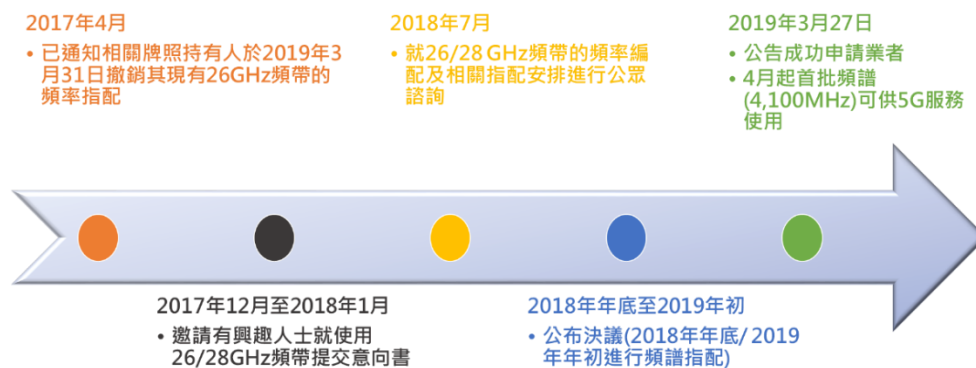 2017年4月
• 已通知相關牌照持有人於2019年3
月31日撤銷其現有26GHz頻帶的
頻率指配
2018年7月
• 就26/28 GHz頻帶的頻率編
配及相關指配安排進行公眾
諮詢
2019年3月27日
• 公告成功申請業者
• 4月起首批頻譜
(4,100MHz)可供5G服務
使用
2017年12月至2018年1月
• 邀請有興趣人士就使用
26/28GHz頻帶提交意向書
2018年年底至2019年初
• 公布決議(2018年年底/ 2019
年年初進行頻譜指配)